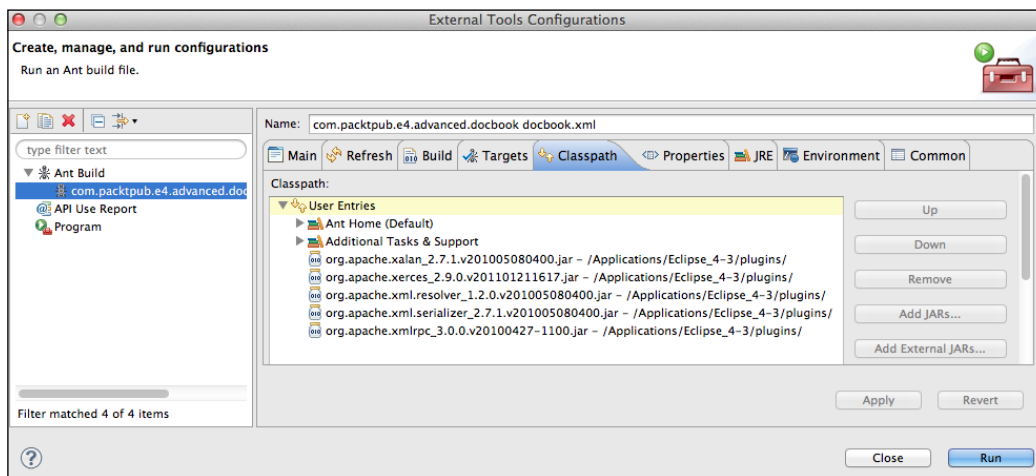 External Tools Configurations
Create, manage, and run configurations
Run an Ant build file.
type filter text
Ant Build
com.packtpub.e4.advanced.doc
API Use Report
Program
Filter matched 4 of 4 items
Name: com.packtpub.e4.advanced.docbook docbook.xml
Main Refresh Build Targets Classpath Properties JRE Environment Common
Classpath:
User Entries
Ant Home (Default)
Additional Tasks & Support
org.apache.xalan_2.7.1.v201005080400.jar - /Applications/Eclipse_4-3/plugins/
org.apache.xerces_2.9.0.v201101211617.jar - /Applications/Eclipse_4-3/plugins/
org.apache.xml.resolver_1.2.0.v201005080400.jar - /Applications/Eclipse_4-3/plugins/
org.apache.xml.serializer_2.7.1.v201005080400.jar - /Applications/Eclipse_4-3/plugins/
org.apache.xmlrpc_3.0.0.v20100427-1100.jar - /Applications/Eclipse_4-3/plugins/
Up
Down
Remove
Add JARs...
Add External JARs...
Apply Revert
? Close Run